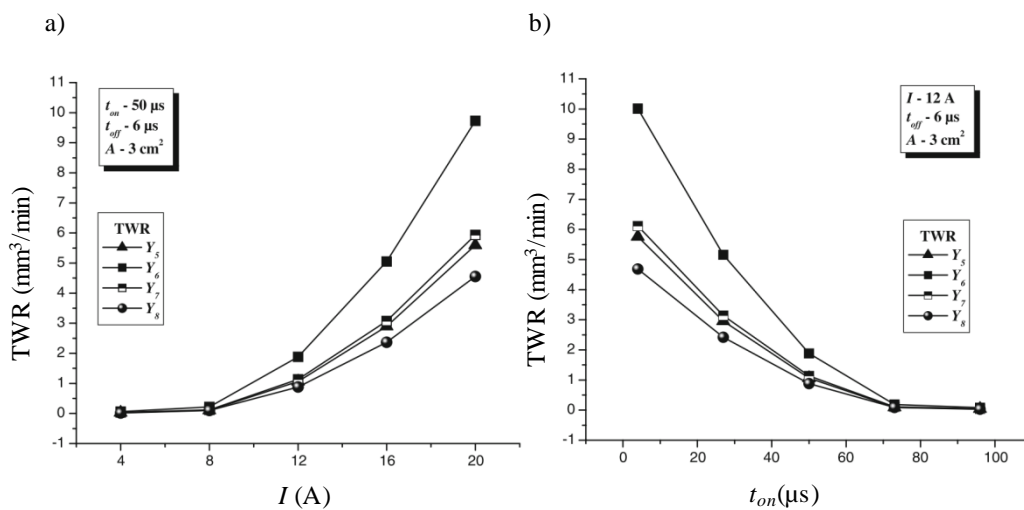 a)
b)
TWR (mm³/min)
11
10
9
8
7
6
5
4
3
2
1
0
-1
t_on - 50 μs
t_off - 6 μs
A - 3 cm²
TWR
Y₅
Y₆
Y₇
Y₈
4 8 12 16 20
I (A)
TWR (mm³/min)
11
10
9
8
7
6
5
4
3
2
1
0
-1
I - 12 A
t_off - 6 μs
A - 3 cm²
TWR
Y₅
Y₆
Y₇
Y₈
0 20 40 60 80 100
t_on(μs)